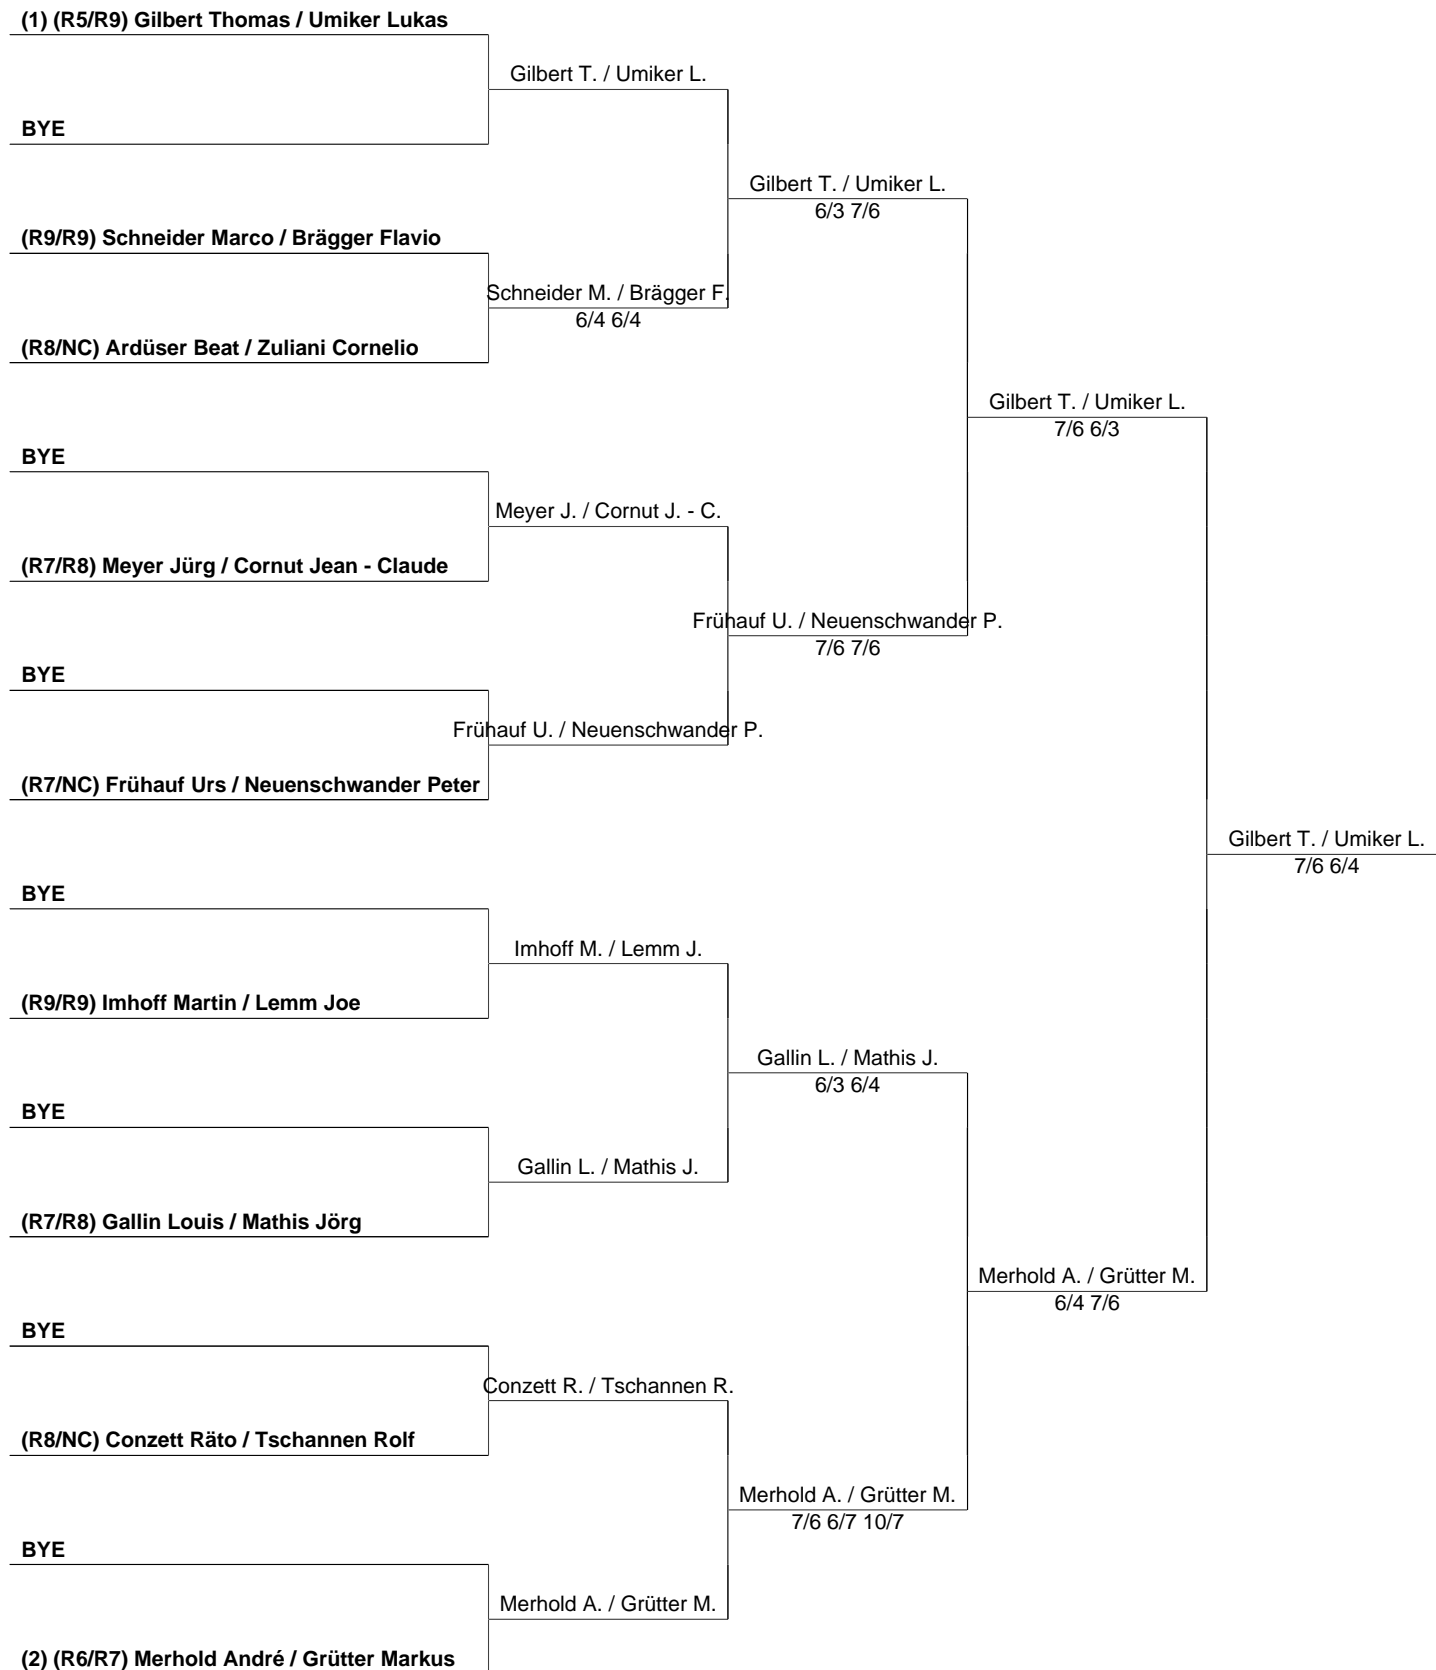 (1) (R5/R9) Gilbert Thomas / Umiker Lukas
Gilbert T. / Umiker L.
BYE
Gilbert T. / Umiker L.
6/3 7/6
(R9/R9) Schneider Marco / Brägger Flavio
Schneider M. / Brägger F.
6/4 6/4
(R8/NC) Ardüser Beat / Zuliani Cornelio
Gilbert T. / Umiker L.
7/6 6/3
BYE
Meyer J. / Cornut J. - C.
(R7/R8) Meyer Jürg / Cornut Jean - Claude
Frühauf U. / Neuenschwander P.
7/6 7/6
BYE
Frühauf U. / Neuenschwander P.
(R7/NC) Frühauf Urs / Neuenschwander Peter
Gilbert T. / Umiker L.
7/6 6/4
BYE
Imhoff M. / Lemm J.
(R9/R9) Imhoff Martin / Lemm Joe
Gallin L. / Mathis J.
6/3 6/4
BYE
Gallin L. / Mathis J.
(R7/R8) Gallin Louis / Mathis Jörg
Merhold A. / Grütter M.
6/4 7/6
BYE
Conzett R. / Tschannen R.
(R8/NC) Conzett Räto / Tschannen Rolf
Merhold A. / Grütter M.
7/6 6/7 10/7
BYE
Merhold A. / Grütter M.
(2) (R6/R7) Merhold André / Grütter Markus